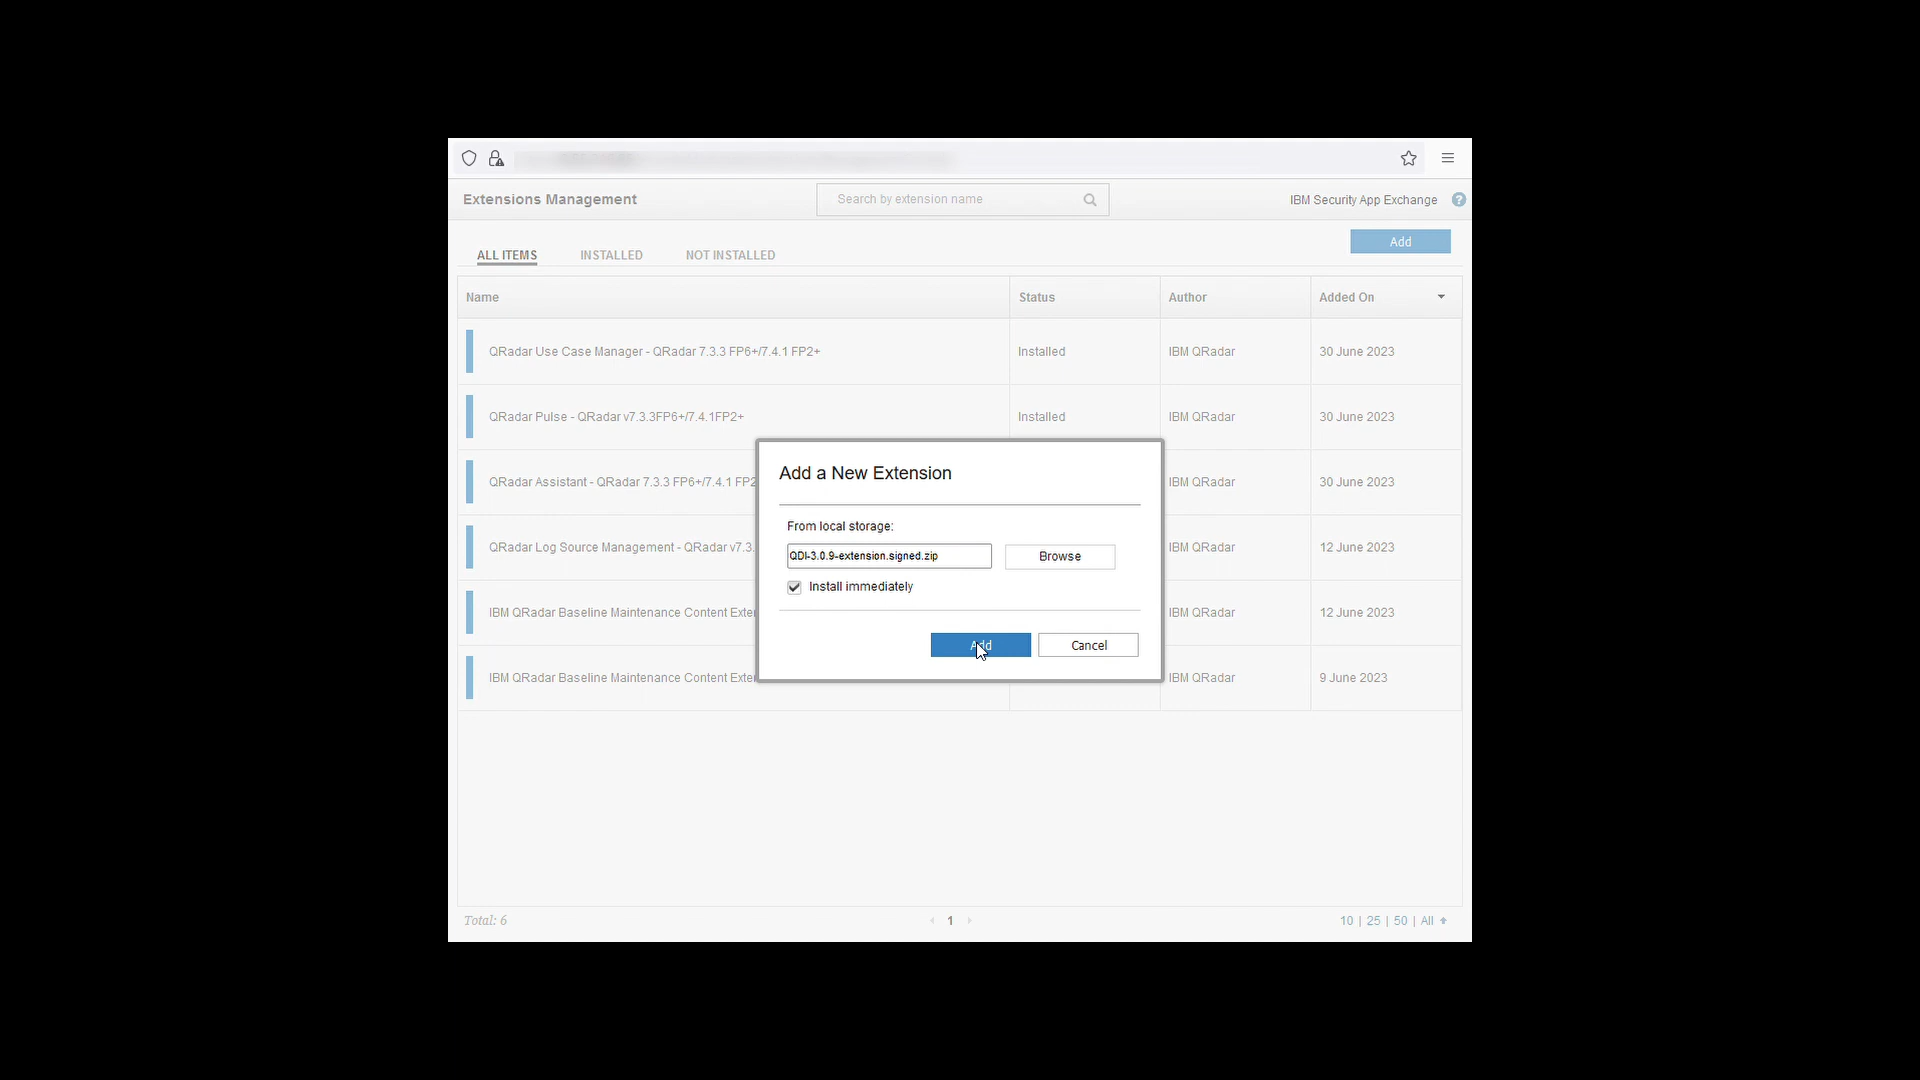 Extensions Management
Search by extension name
IBM Security App Exchange
?
Add
ALL ITEMS INSTALLED NOT INSTALLED
Name Status Author Added On
QRadar Use Case Manager - QRadar 7.3.3 FP6+/7.4.1 FP2+ Installed IBM QRadar 30 June 2023
QRadar Pulse - QRadar v7.3.3FP6+/7.4.1FP2+ Installed IBM QRadar 30 June 2023
QRadar Assistant - QRadar 7.3.3 FP6+/7.4.1 IBM QRadar 30 June 2023
QRadar Log Source Management - QRadar v7.3. IBM QRadar 12 June 2023
IBM QRadar Baseline Maintenance Content IBM QRadar 12 June 2023
IBM QRadar Baseline Maintenance Content IBM QRadar 9 June 2023
Add a New Extension
From local storage:
QDI-3.0.9-extension.signed.zip Browse
Install immediately
Add Cancel
Total: 6
1
10 | 25 | 50 | All